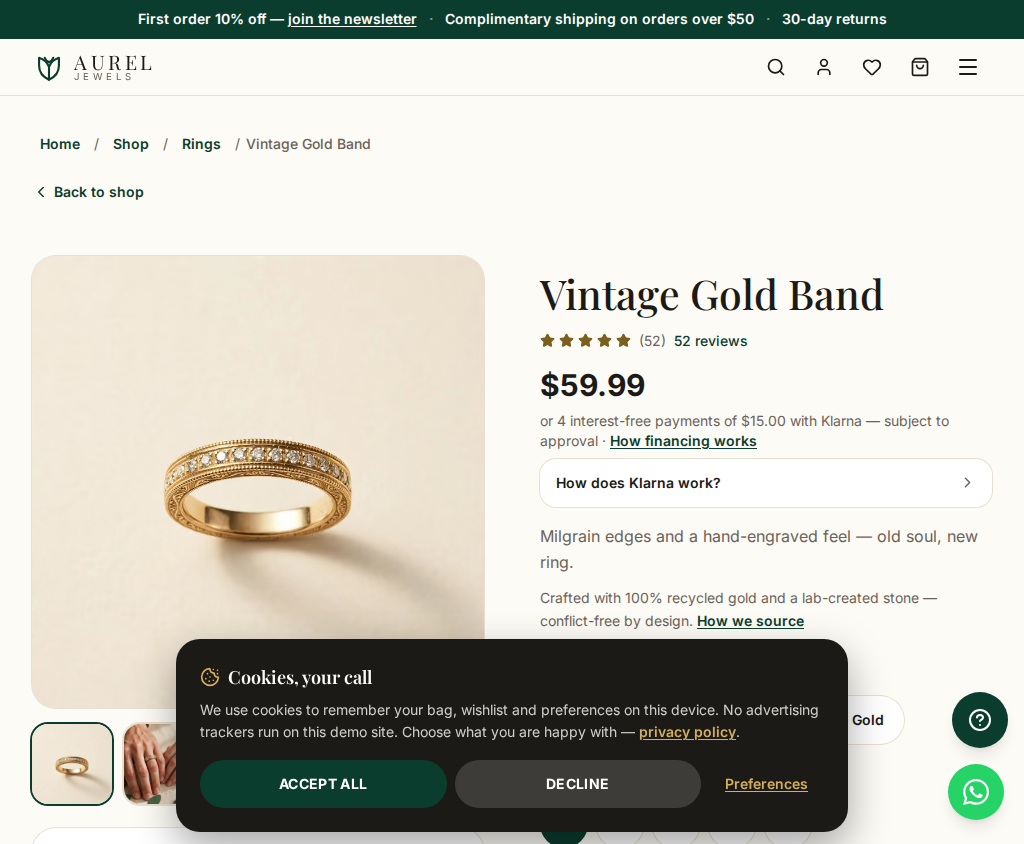 First order 10% off — join the newsletter · Complimentary shipping on orders over $50 · 30-day returns
AUREL
JEWELS
Home / Shop / Rings / Vintage Gold Band
Back to shop
Vintage Gold Band
(52) 52 reviews
$59.99
or 4 interest-free payments of $15.00 with Klarna — subject to
approval · How financing works
How does Klarna work?
Milgrain edges and a hand-engraved feel — old soul, new
ring.
Crafted with 100% recycled gold and a lab-created stone —
conflict-free by design. How we source
Gold
Cookies, your call
We use cookies to remember your bag, wishlist and preferences on this device. No advertising
trackers run on this demo site. Choose what you are happy with — privacy policy.
ACCEPT ALL
DECLINE
Preferences